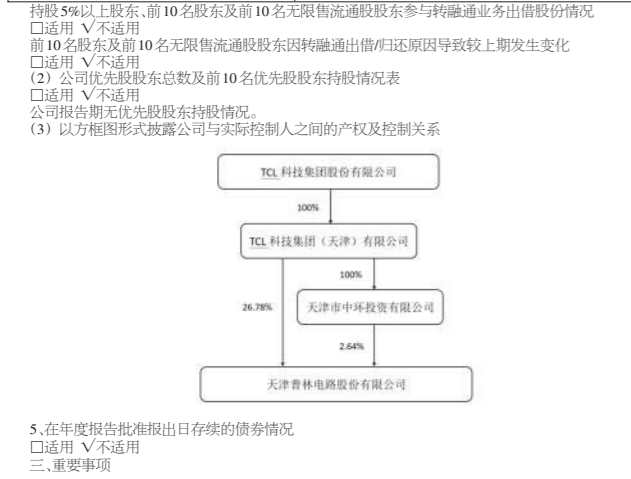 持股5%以上股东、前10名股东及前10名无限售流通股股东参与转融通业务出借股份情况
□适用 √不适用
前10名股东及前10名无限售流通股股东因转融通出借/归还原因导致较上期发生变化
□适用 √不适用
（2）公司优先股股东总数及前10名优先股股东持股情况表
□适用 √不适用
公司报告期无优先股股东持股情况。
（3）以方框图形式披露公司与实际控制人之间的产权及控制关系
TCL 科技集团股份有限公司
100%
TCL 科技集团（天津）有限公司
100%
26.78%
天津市中环投资有限公司
2.64%
天津普林电路股份有限公司
5、在年度报告批准报出日存续的债券情况
□适用 √不适用
三、重要事项